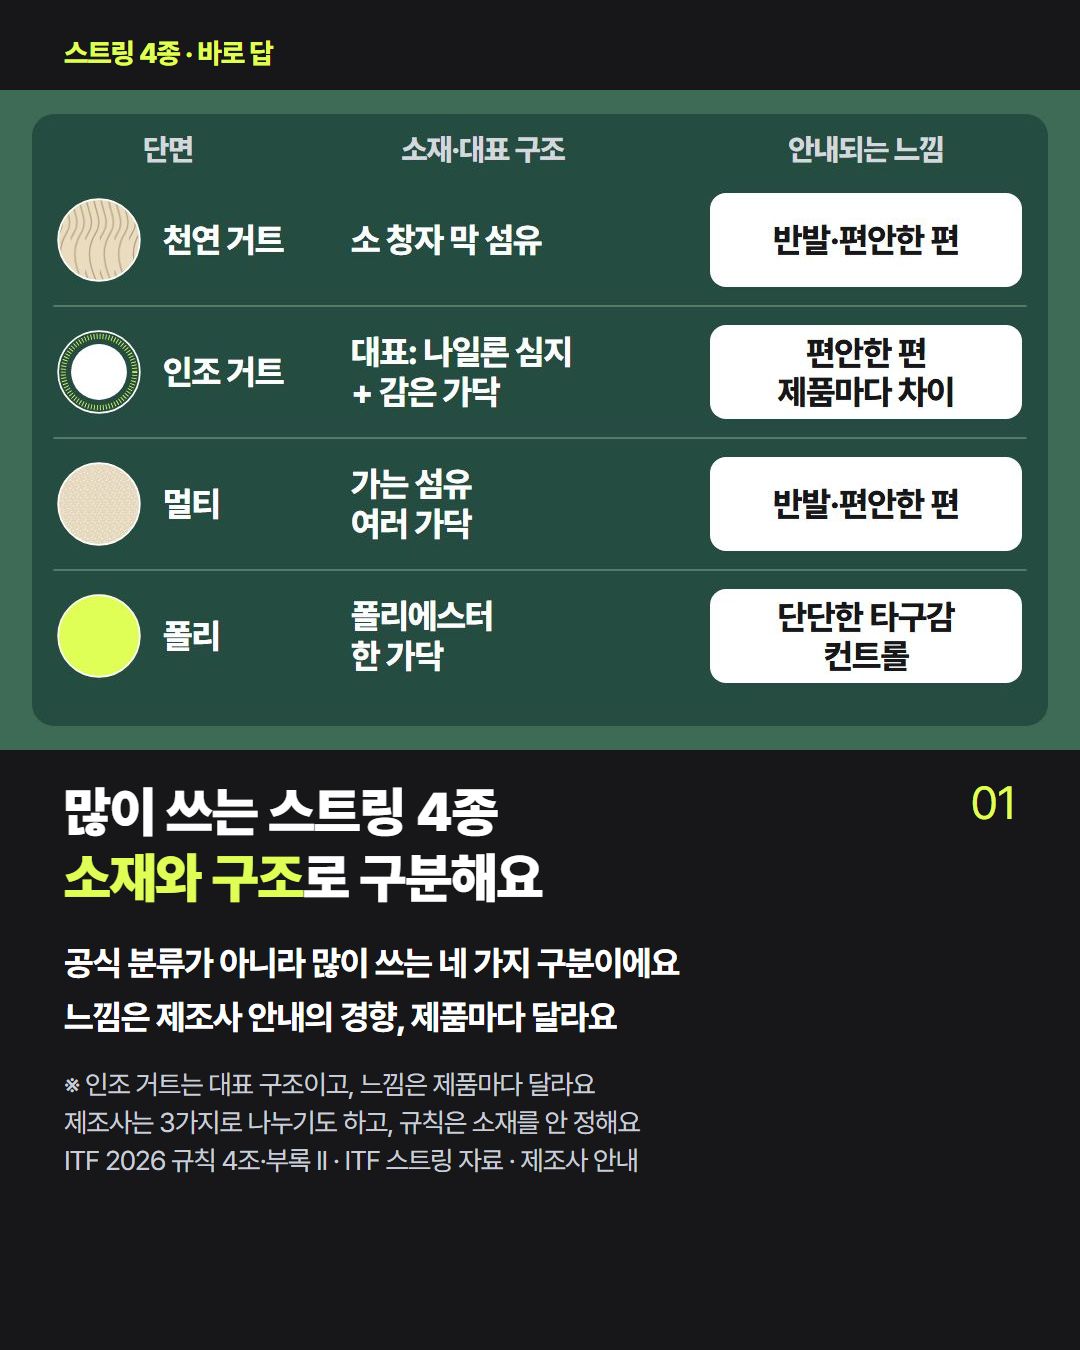 스트링 4종 · 바로 답
단면 소재·대표 구조 안내되는 느낌
천연 거트 소 창자 막 섬유 반발·편안한 편
인조 거트
대표: 나일론 심지
+ 감은 가닥
편안한 편
제품마다 차이
멀티
가는 섬유
여러 가닥
반발·편안한 편
폴리
폴리에스터
한 가닥
단단한 타구감
컨트롤
많이 쓰는 스트링 4종
01
소재와 구조로 구분해요
공식 분류가 아니라 많이 쓰는 네 가지 구분이에요
느낌은 제조사 안내의 경향, 제품마다 달라요
※ 인조 거트는 대표 구조이고, 느낌은 제품마다 달라요
제조사는 3가지로 나누기도 하고, 규칙은 소재를 안 정해요
ITF 2026 규칙 4조·부록 II · ITF 스트링 자료 · 제조사 안내